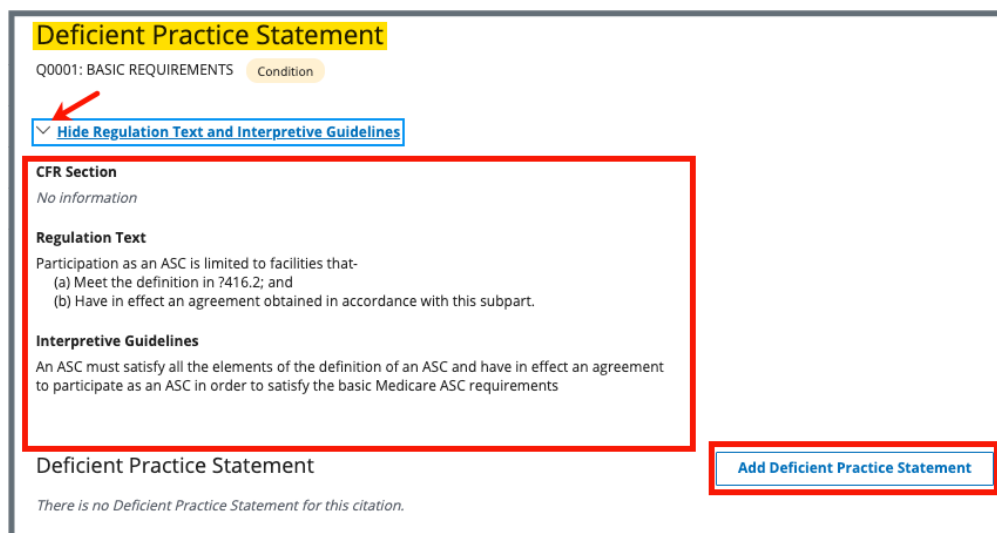 Deficient Practice Statement
Q0001: BASIC REQUIREMENTS Condition
Hide Regulation Text and Interpretive Guidelines
CFR Section
No information
Regulation Text
Participation as an ASC is limited to facilities that-
(a) Meet the definition in ?416.2; and
(b) Have in effect an agreement obtained in accordance with this subpart.
Interpretive Guidelines
An ASC must satisfy all the elements of the definition of an ASC and have in effect an agreement
to participate as an ASC in order to satisfy the basic Medicare ASC requirements
Deficient Practice Statement
Add Deficient Practice Statement
There is no Deficient Practice Statement for this citation.